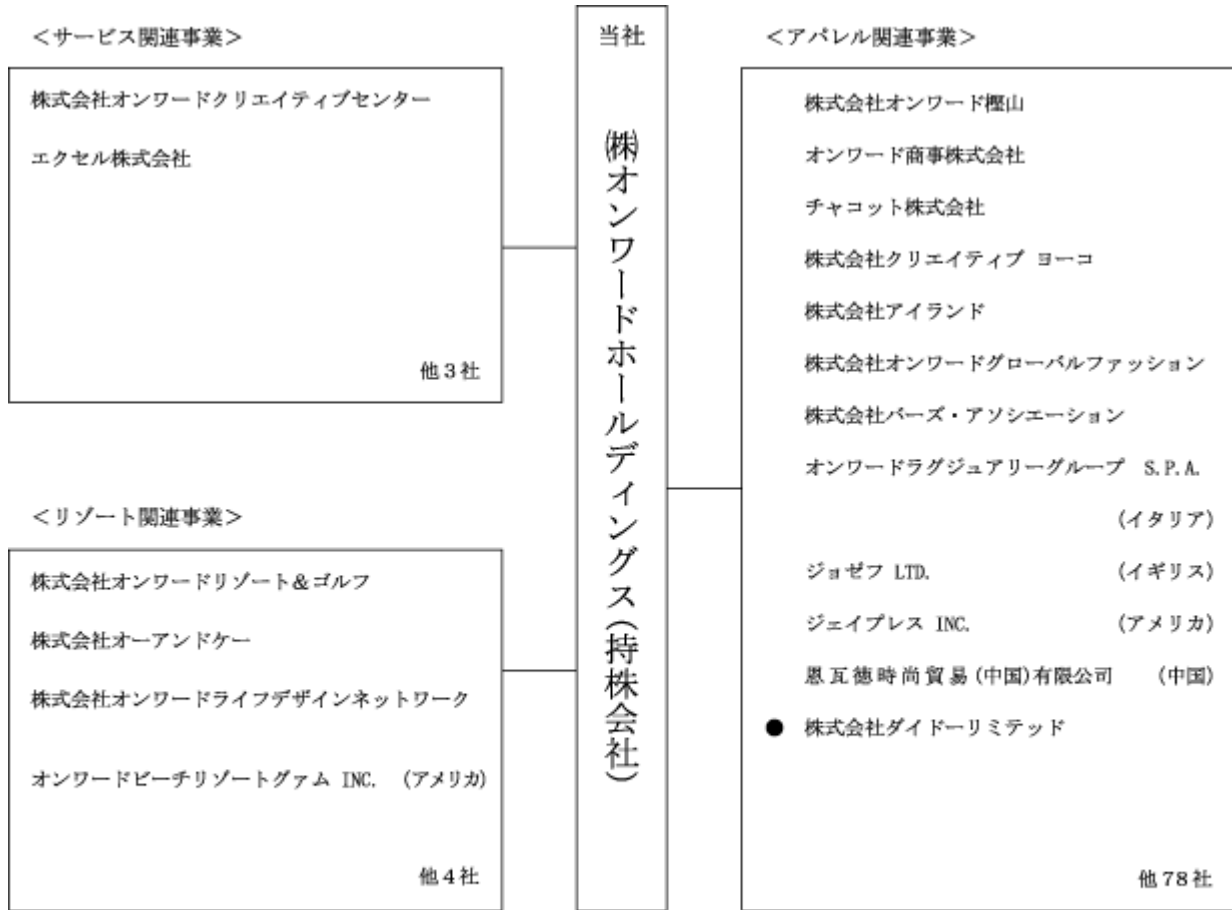 ＜サービス関連事業＞
株式会社オンワードクリエイティブセンター
エクセル株式会社
他３社
＜リゾート関連事業＞
株式会社オンワードリゾート＆ゴルフ
株式会社オーアンドケー
株式会社オンワードライフデザインネットワーク
オンワードビーチリゾートグァム INC. (アメリカ)
他４社
当社
㈱オンワードホールディングス(持株会社)
＜アパレル関連事業＞
株式会社オンワード樫山
オンワード商事株式会社
チャコット株式会社
株式会社クリエイティブ ヨーコ
株式会社アイランド
株式会社オンワードグローバルファッション
株式会社バーズ・アソシエーション
オンワードラグジュアリーグループ S.P.A.
(イタリア)
ジョゼフ LTD. (イギリス)
ジェイプレス INC. (アメリカ)
恩瓦徳時尚貿易(中国)有限公司 (中国)
● 株式会社ダイドーリミテッド
他78社